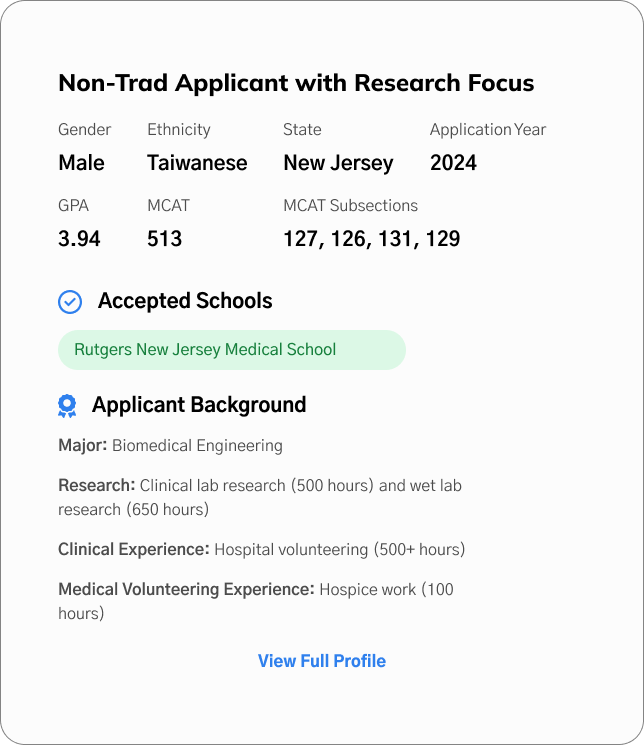 Non-Trad Applicant with Research Focus
Gender Ethnicity State Application Year
Male Taiwanese New Jersey 2024
GPA MCAT MCAT Subsections
3.94 513 127, 126, 131, 129
Accepted Schools
Rutgers New Jersey Medical School
Applicant Background
Major: Biomedical Engineering
Research: Clinical lab research (500 hours) and wet lab
research (650 hours)
Clinical Experience: Hospital volunteering (500+ hours)
Medical Volunteering Experience: Hospice work (100
hours)
View Full Profile